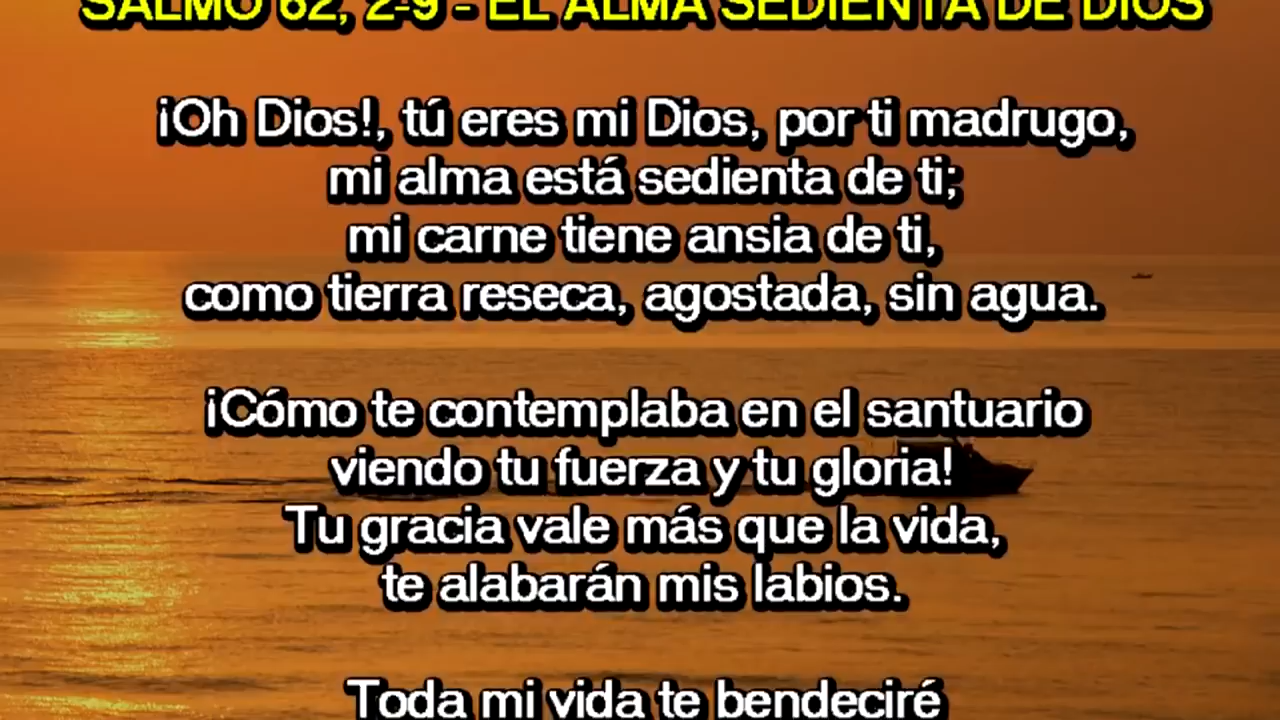 SALMO 62, 2-9 - EL ALMA SEDIENTA DE DIOS
¡Oh Dios!, tú eres mi Dios, por ti madrugo,
mi alma está sedienta de ti;
mi carne tiene ansia de ti,
como tierra reseca, agostada, sin agua.
¡Cómo te contemplaba en el santuario
viendo tu fuerza y tu gloria!
Tu gracia vale más que la vida,
te alabarán mis labios.
Toda mi vida te bendeciré